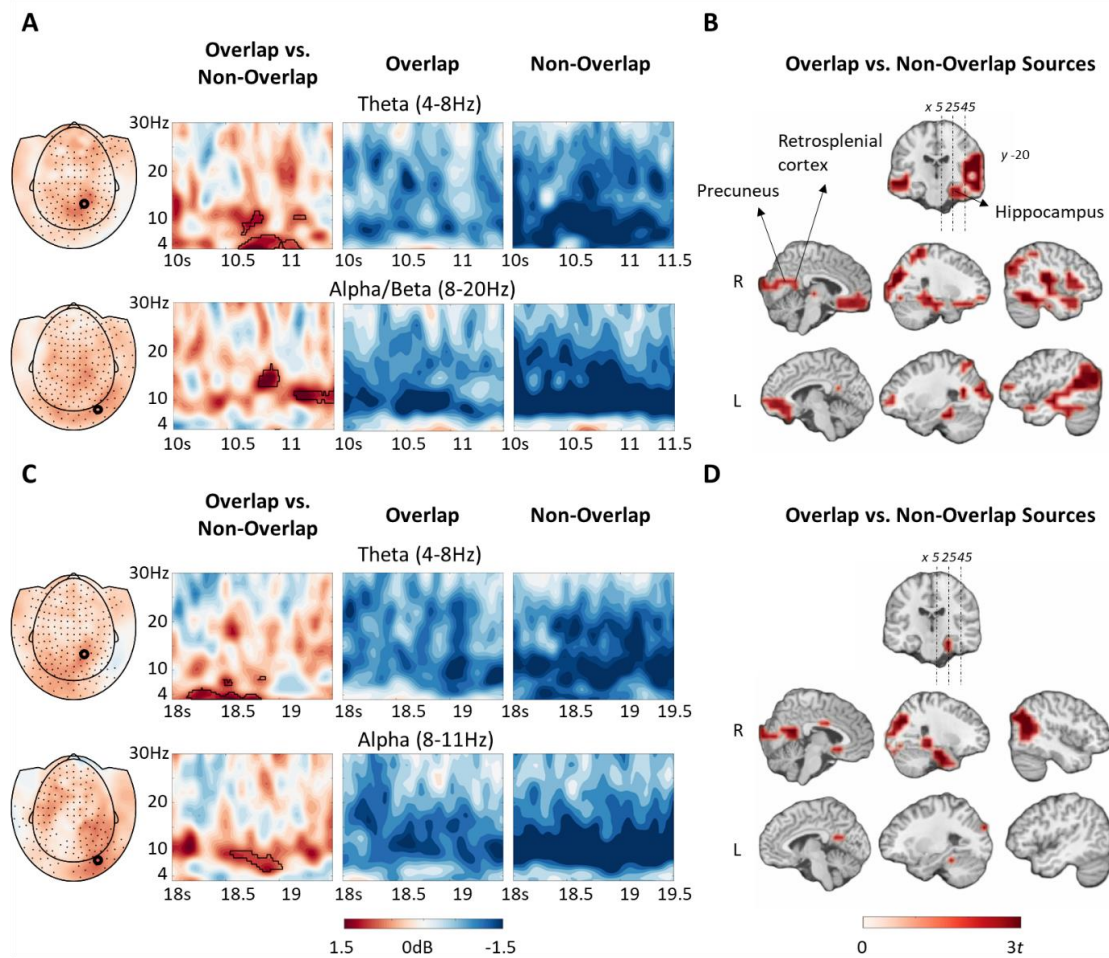 A
B
Overlap vs.
Non-Overlap
Overlap
Non-Overlap
Overlap vs. Non-Overlap Sources
Theta (4-8Hz)
30Hz
20
10
4
10s 10.5 11
10s 10.5 11
10s 10.5 11 11.5
Alpha/Beta (8-20Hz)
30Hz
20
10
4
10s 10.5 11
10s 10.5 11
10s 10.5 11 11.5
x 5 25 45
y -20
Retrosplenial
cortex
Precuneus
Hippocampus
R
L
C
D
Overlap vs.
Non-Overlap
Overlap
Non-Overlap
Overlap vs. Non-Overlap Sources
Theta (4-8Hz)
30Hz
20
10
4
18s 18.5 19
18s 18.5 19
18s 18.5 19 19.5
Alpha (8-11Hz)
30Hz
20
10
4
18s 18.5 19
18s 18.5 19
18s 18.5 19 19.5
x 5 25 45
R
L
1.5 0dB -1.5
0 3t